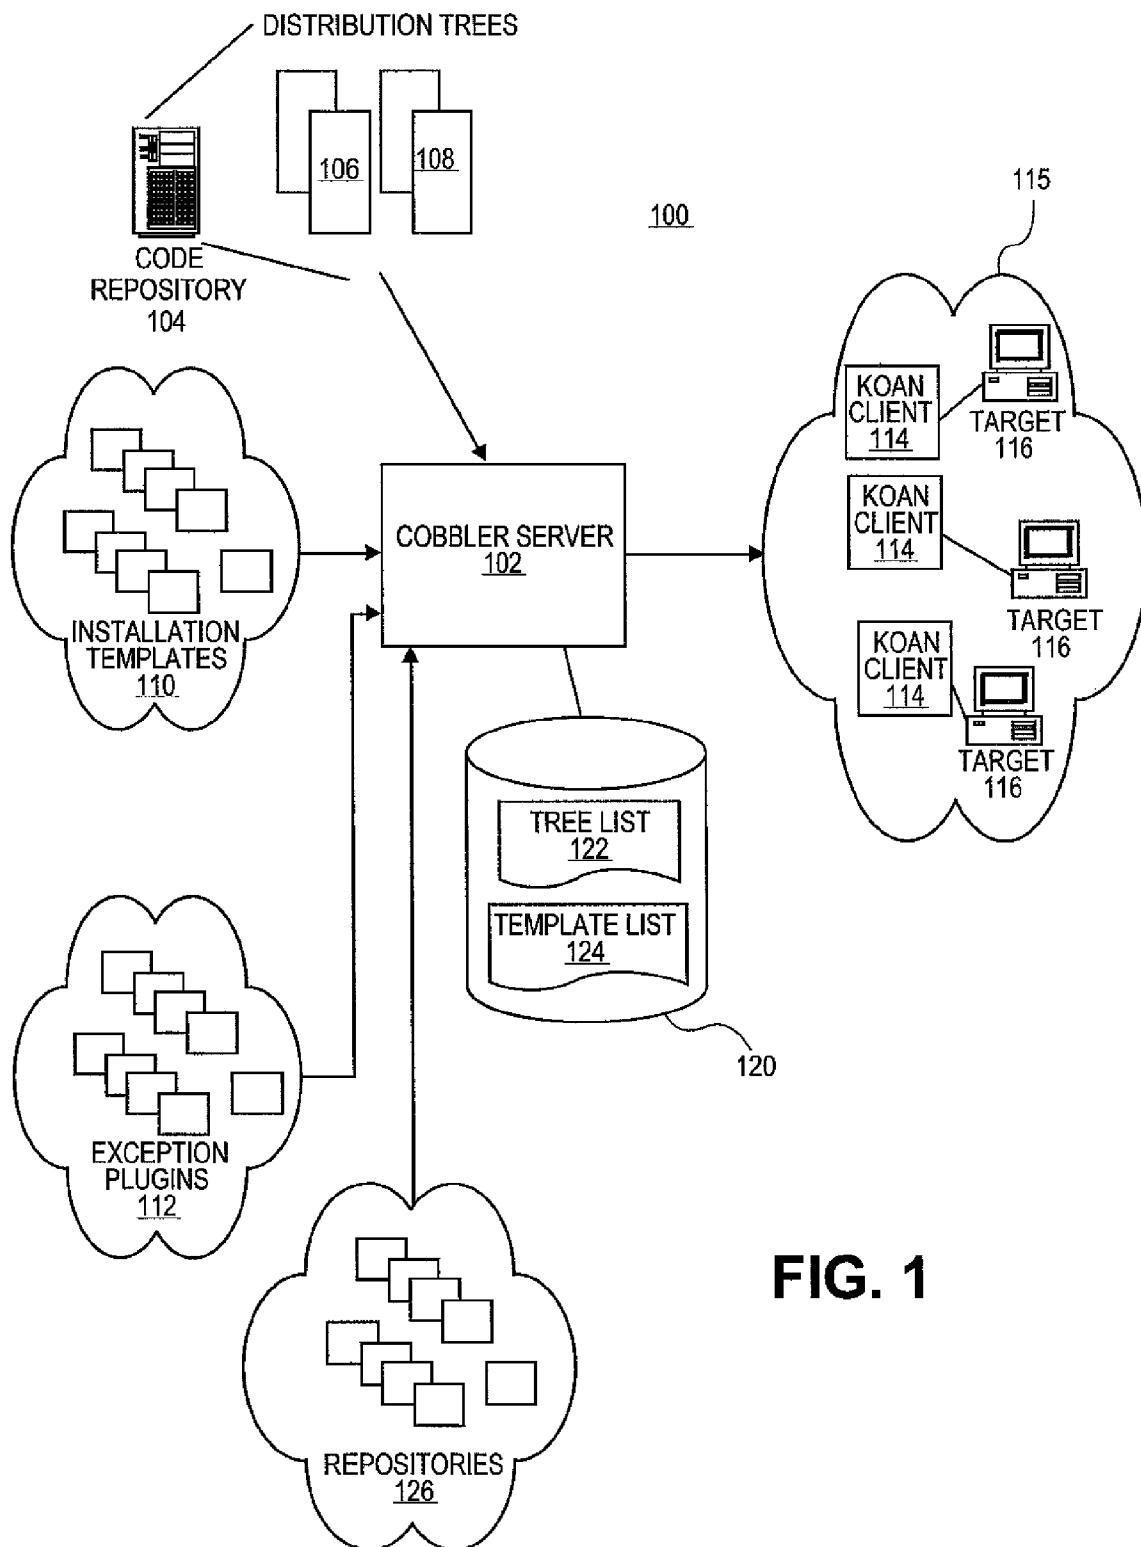 DISTRIBUTION TREES
106
108
CODE
REPOSITORY
104
100
115
KOAN
CLIENT
114
TARGET
116
KOAN
CLIENT
114
TARGET
116
KOAN
CLIENT
114
TARGET
116
INSTALLATION
TEMPLATES
110
COBBLER SERVER
102
TREE LIST
122
TEMPLATE LIST
124
120
EXCEPTION
PLUGINS
112
REPOSITORIES
126
FIG. 1